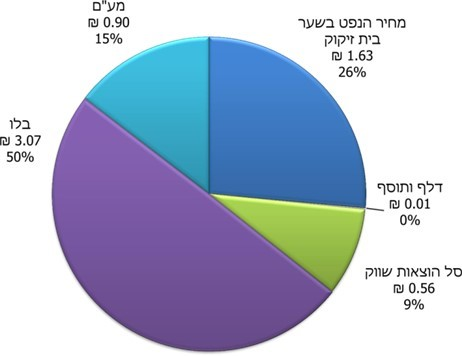 מע"ם
0.90 ₪
15%
מחיר הנפט בשער
בית זיקוק
1.63 ₪
26%
בלו
3.07 ₪
50%
דלף ותוסף
0.01 ₪
0%
סל הוצאות שווק
0.56 ₪
9%